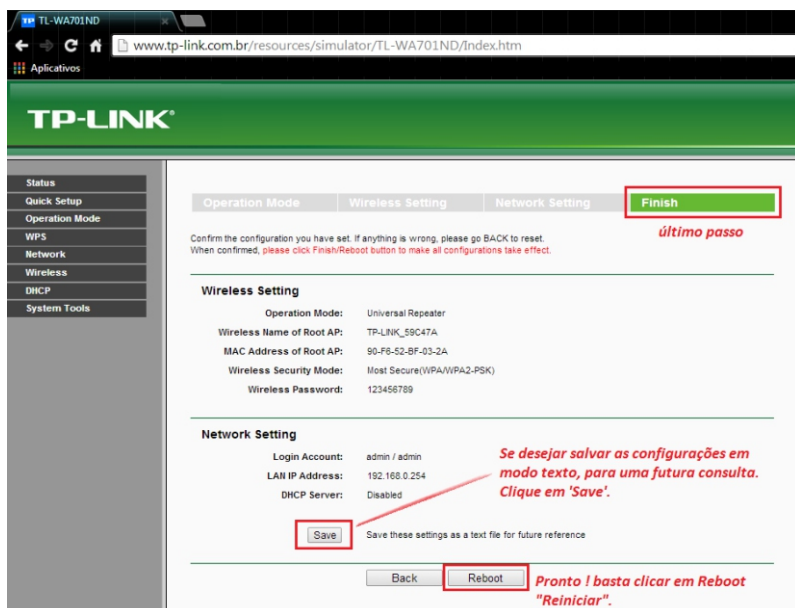 TP TL-WA701ND
www.tp-link.com.br/resources/simulator/TL-WA701ND/Index.htm
Aplicativos
TP-LINK®
Status
Quick Setup
Operation Mode
WPS
Network
Wireless
DHCP
System Tools
Operation Mode Wireless Setting Network Setting Finish
último passo
Confirm the configuration you have set. If anything is wrong, please go BACK to reset.
When confirmed, please click Finish/Reboot button to make all configurations take effect.
Wireless Setting
Operation Mode: Universal Repeater
Wireless Name of Root AP: TP-LINK_59C47A
MAC Address of Root AP: 90-F6-52-BF-03-2A
Wireless Security Mode: Most Secure(WPA/WPA2-PSK)
Wireless Password: 123456789
Network Setting
Login Account: admin / admin
LAN IP Address: 192.168.0.254
DHCP Server: Disabled
Se desejar salvar as configurações em
modo texto, para uma futura consulta.
Clique em 'Save'.
Save Save these settings as a text file for future reference
Back Reboot
Pronto ! basta clicar em Reboot
"Reiniciar".